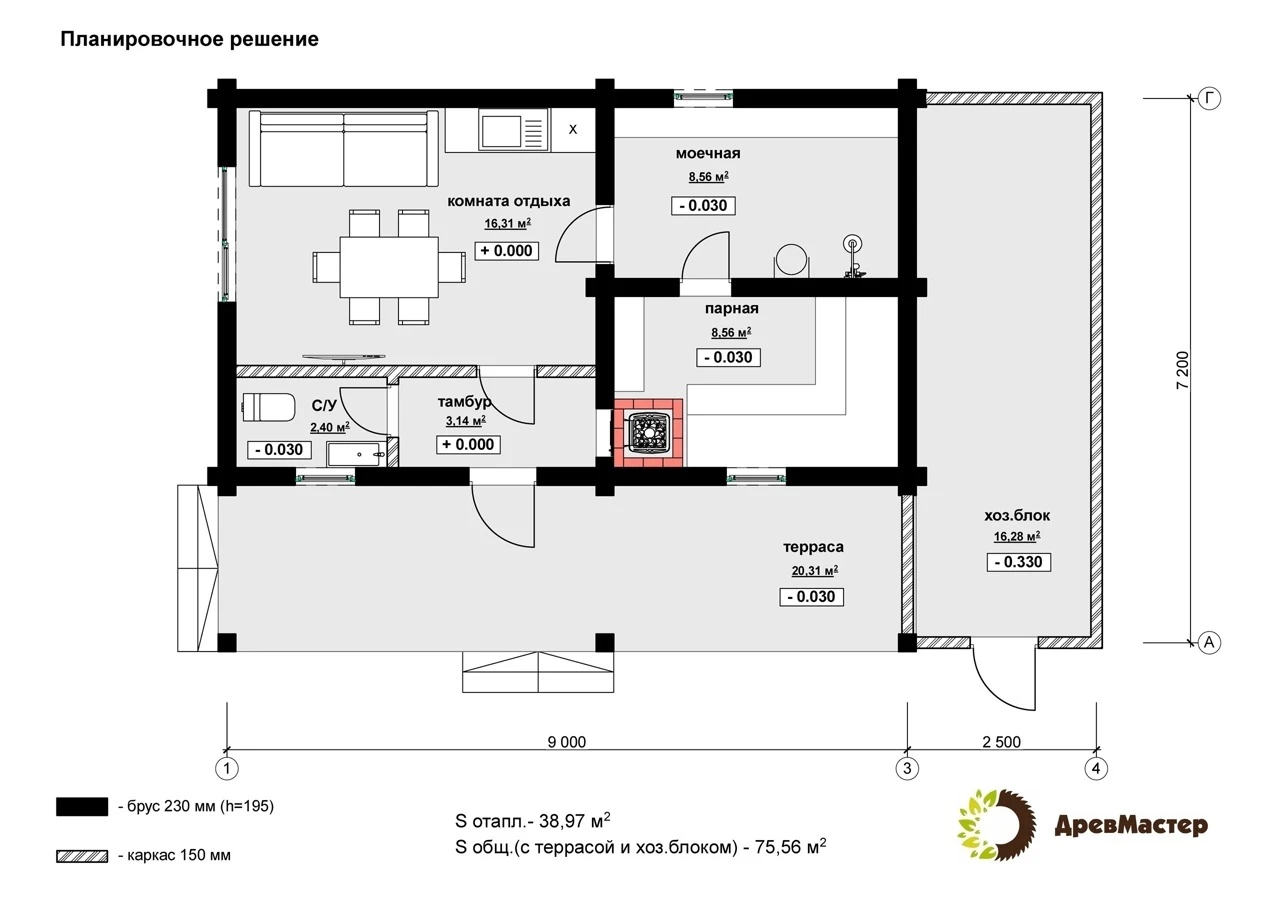 Планировочное решение
Г
моечная
8,56 м²
- 0.030
комната отдыха
16,31 м²
+ 0.000
X
парная
8,56 м²
- 0.030
7 200
С/У
2,40 м²
- 0.030
тамбур
3,14 м²
+ 0.000
хоз.блок
16,28 м²
- 0.330
терраса
20,31 м²
- 0.030
А
9 000
2 500
1
3
4
- брус 230 мм (h=195)
- каркас 150 мм
S отапл.- 38,97 м²
S общ.(с террасой и хоз.блоком) - 75,56 м²
ДревМастер